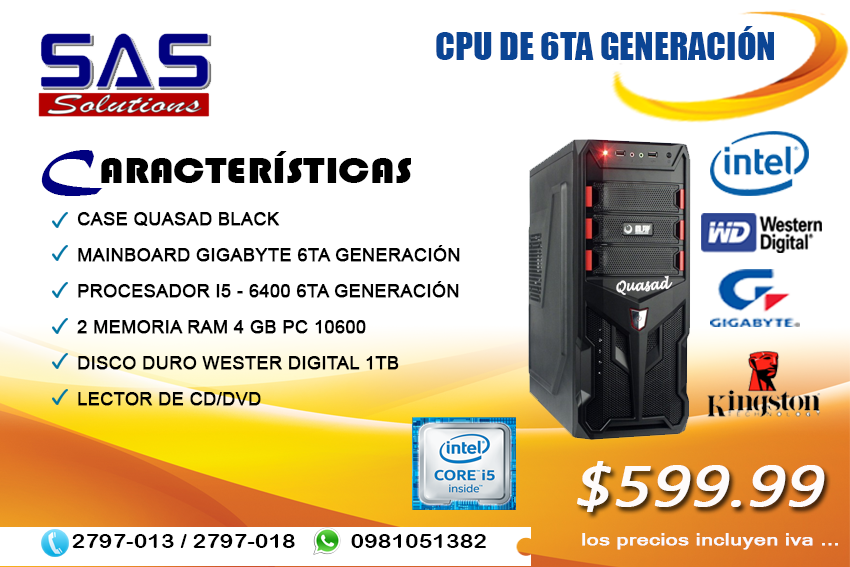 SAS
Solutions
CPU DE 6TA GENERACIÓN
CARACTERÍSTICAS
CASE QUASAD BLACK
MAINBOARD GIGABYTE 6TA GENERACIÓN
PROCESADOR I5 - 6400 6TA GENERACIÓN
2 MEMORIA RAM 4 GB PC 10600
DISCO DURO WESTER DIGITAL 1TB
LECTOR DE CD/DVD
Quasad
intel
WD Western
Digital
GIGABYTE
Kingston
TECHNOLOGY
intel
CORE i5
inside
$599.99
los precios incluyen iva ...
2797-013 / 2797-018 0981051382